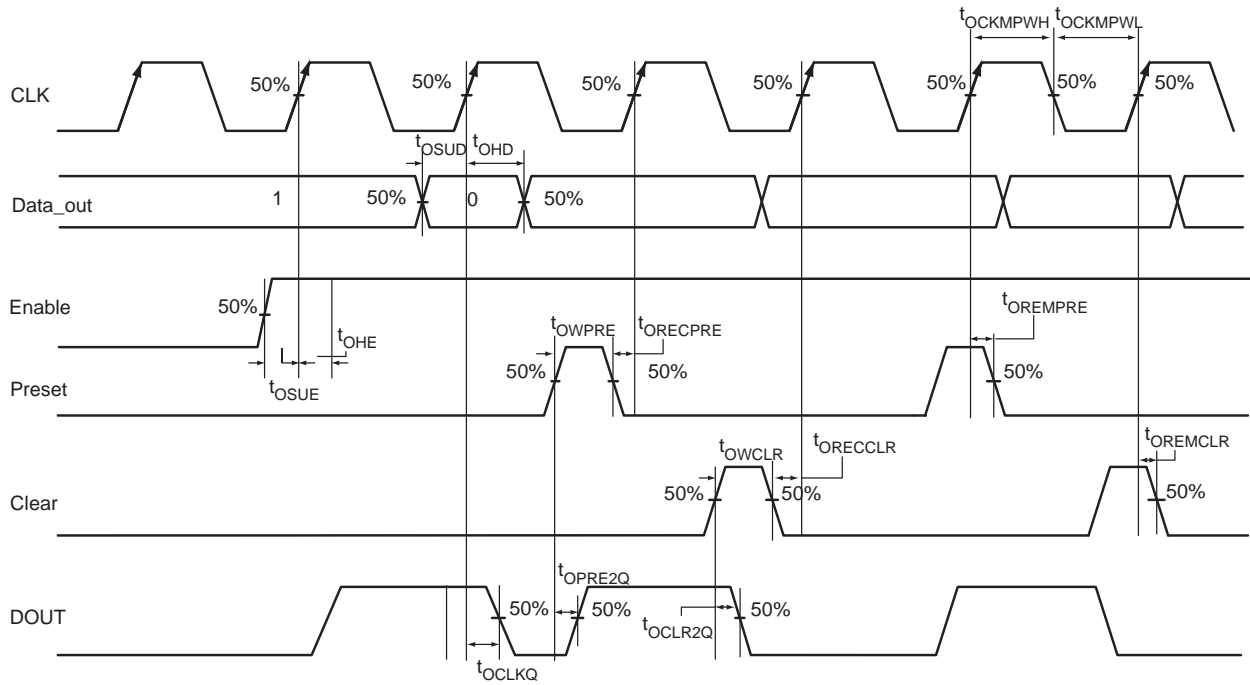 tOCKMPWH tOCKMPWL
CLK
50% 50% 50% 50% 50% 50% 50%
tOSUD tOHD
Data_out
1 50% 0 50%
Enable
50%
tOHE
tOSUE
tOWPRE tORECPRE
tOREMPRE
Preset
50% 50% 50%
tOWCLR tORECCLR
tOREMCLR
Clear
50% 50% 50%
tOPRE2Q
DOUT
50% 50% tOCLR2Q 50%
tOCLKQ